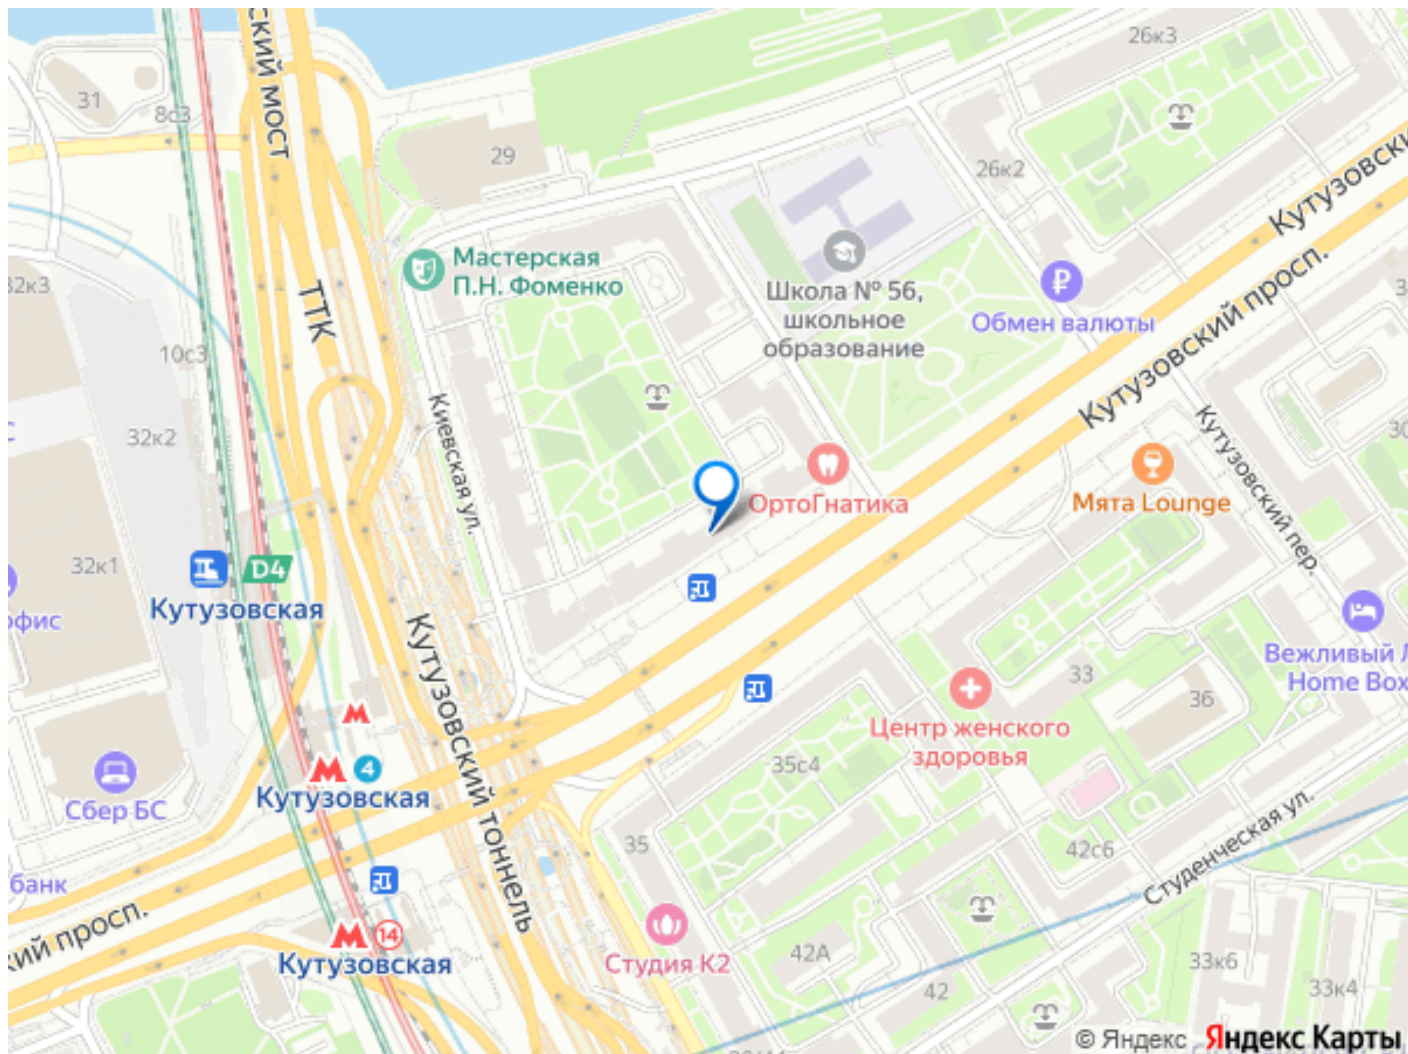 ский мост
26к3
31
8с3
29
26к2
Кутузовски
Кутузовский просп.
Мастерская
П.Н. Фоменко
32к3
ТТК
Школа № 56,
школьное
образование
Обмен валюты
10с3
32к2
Киевская ул.
Кутузовский пер.
30
ОртоГнатика
Мята Lounge
32к1
D4
Кутузовская
офис
Кутузовский тоннель
Вежливый Л
Home Box
33
36
Центр женского
здоровья
35с4
4
Кутузовская
Сбер БС
35
42с6
Студенческая ул.
банк
кий просп.
14
Кутузовская
Студия К2
42А
42
33к6
33к4
© Яндекс Яндекс Карты